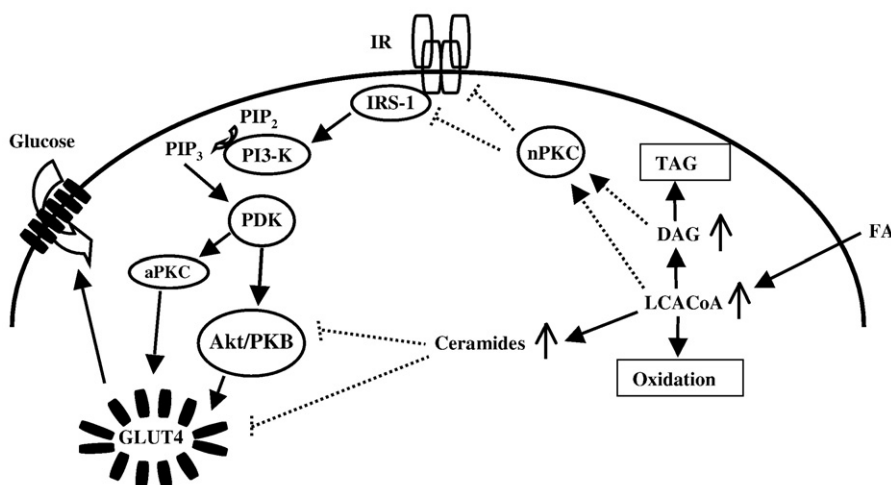 IR
IRS-1
PIP2
Glucose
PIP3
PI3-K
nPKC
TAG
PDK
DAG
FA
aPKC
LCACoA
Akt/PKB
Ceramides
Oxidation
GLUT4